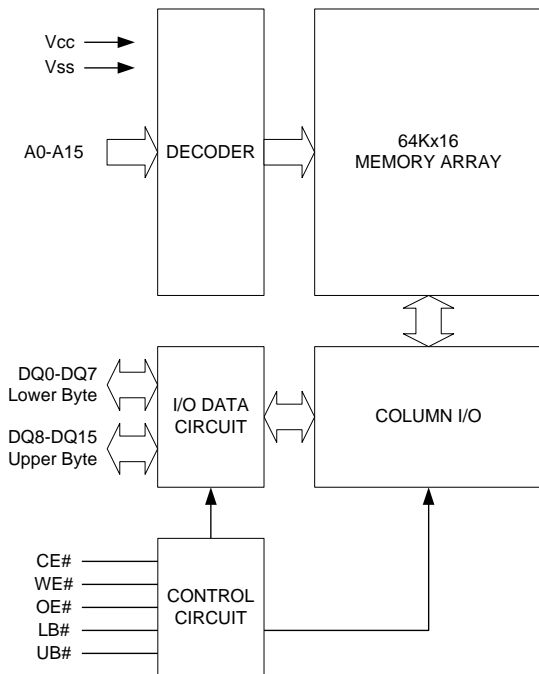 Vcc
Vss
A0-A15
DECODER
64Kx16
MEMORY ARRAY
DQ0-DQ7
Lower Byte
DQ8-DQ15
Upper Byte
I/O DATA
CIRCUIT
COLUMN I/O
CE#
WE#
OE#
LB#
UB#
CONTROL
CIRCUIT